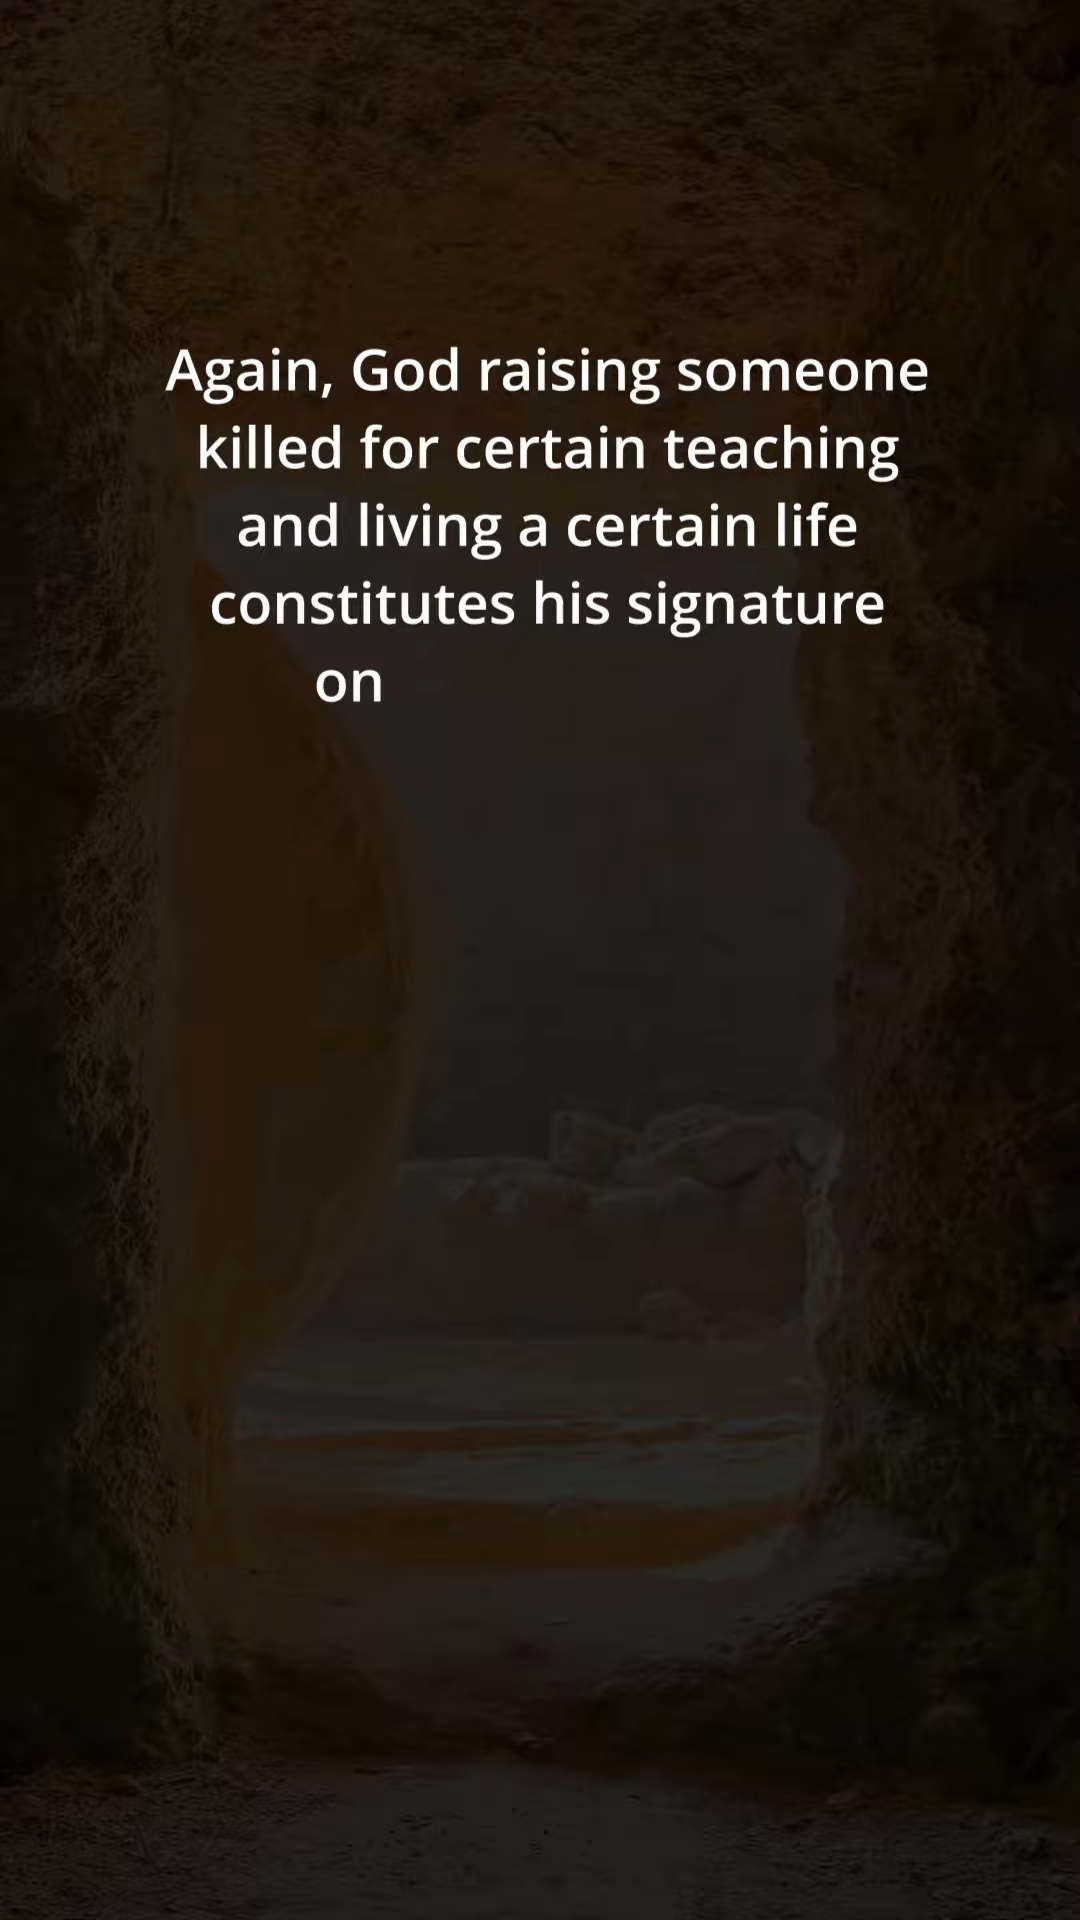 Again, God raising someone
killed for certain teaching
and living a certain life
constitutes his signature
on